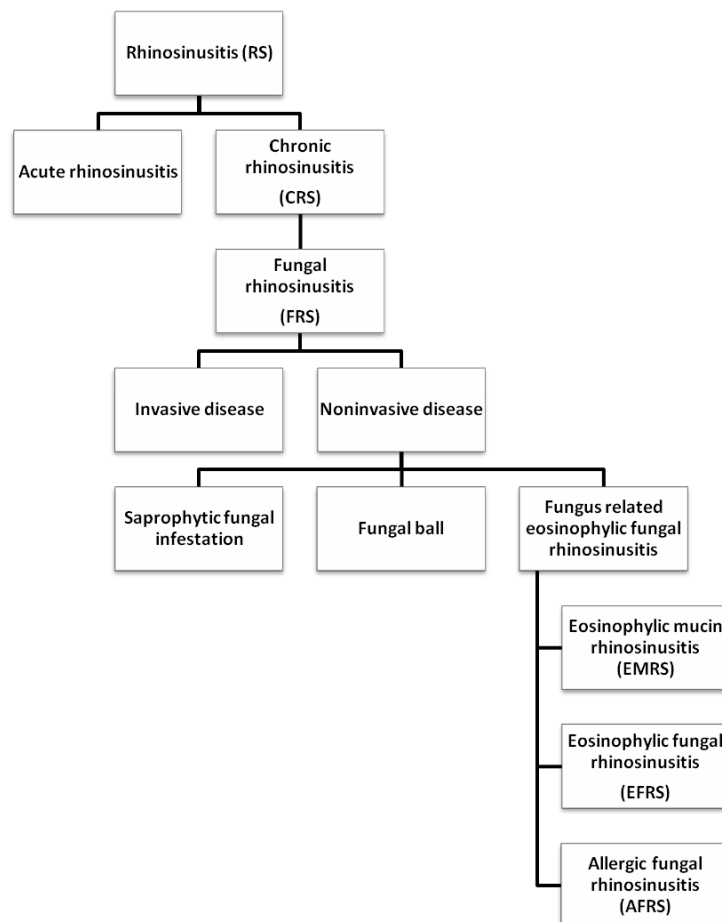 Rhinosinusitis (RS)
Acute rhinosinusitis
Chronic
rhinosinusitis
(CRS)
Fungal
rhinosinusitis
(FRS)
Invasive disease
Noninvasive disease
Saprophytic fungal
infestation
Fungal ball
Fungus related
eosinophylic fungal
rhinosinusitis
Eosinophylic mucin
rhinosinusitis
(EMRS)
Eosinophylic fungal
rhinosinusitis
(EFRS)
Allergic fungal
rhinosinusitis
(AFRS)